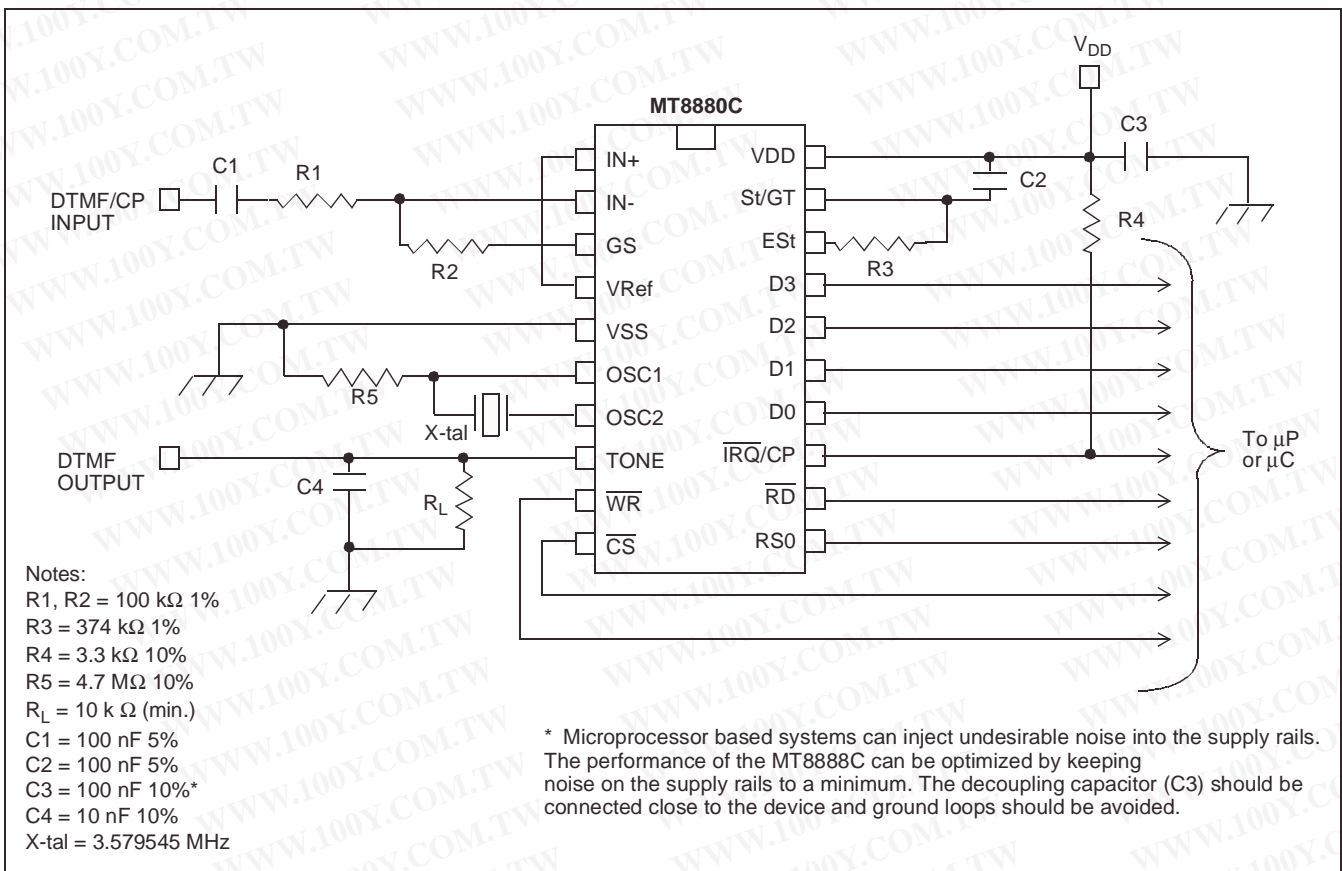 V_DD
MT8880C
C3
C1
R1
IN+
VDD
C2
DTMF/CP
INPUT
IN-
St/GT
R4
GS
ESt
R2
R3
VRef
D3
VSS
D2
OSC1
D1
R5
OSC2
D0
X-tal
TONE
IRQ/CP
To µP
or µC
DTMF
OUTPUT
C4
R_L
WR
RD
CS
RS0
Notes:
R1, R2 = 100 kΩ 1%
R3 = 374 kΩ 1%
R4 = 3.3 kΩ 10%
R5 = 4.7 MΩ 10%
R_L = 10 k Ω (min.)
C1 = 100 nF 5%
C2 = 100 nF 5%
C3 = 100 nF 10%*
C4 = 10 nF 10%
X-tal = 3.579545 MHz
* Microprocessor based systems can inject undesirable noise into the supply rails.
The performance of the MT8888C can be optimized by keeping
noise on the supply rails to a minimum. The decoupling capacitor (C3) should be
connected close to the device and ground loops should be avoided.
WWW.100Y.COM.TW